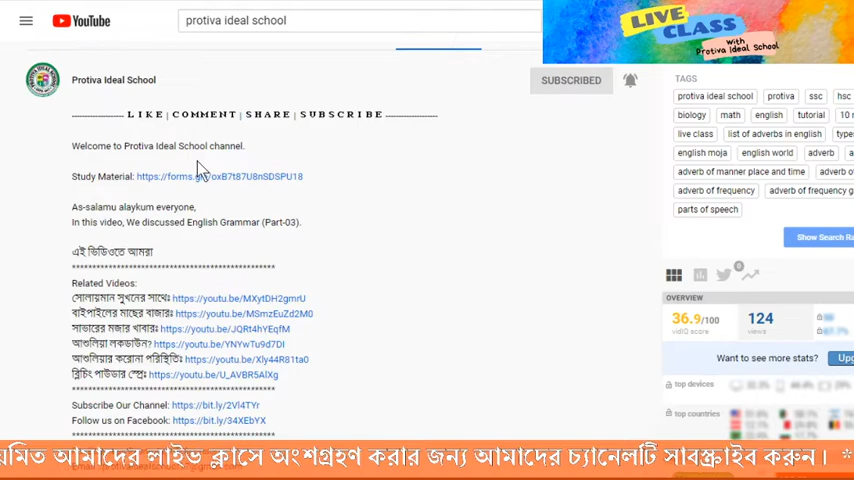 YouTube
protiva ideal school
LIVE
CLASS
with
Protiva Ideal School
Protiva Ideal School
SUBSCRIBED
---------------------- L I K E | C O M M E N T | S H A R E | S U B S C R I B E ----------------------
Welcome to Protiva Ideal School channel.
Study Material:
As-salamu alaykum everyone,
In this video, We discussed English Grammar (Part-03).
এই ভিডিওতে আমরা
Related Videos:
সোলায়মান সুখনের সাথেঃ https://youtu.be/MXytDH2gmrU
বাইপাইলের মাছের বাজারঃ https://youtu.be/MSmzEuZd2M0
সাভারের মজার খাবারঃ https://youtu.be/JQRt4hYEqfM
আশুলিয়া লকডাউন? https://youtu.be/YNYwTu9d7DI
আশুলিয়ার করোনা পরিস্থিতিঃ https://youtu.be/Xly44R81ta0
ব্লিচিং পাউডার স্প্রেঃ https://youtu.be/U_AVBR5AlXg
Subscribe Our Channel: https://bit.ly/2Vl4TYr
Follow us on Facebook: https://bit.ly/34XEbYX
TAGS
protiva ideal school protiva ssc hsc
biology math english tutorial 10
live class list of adverbs in english
english moja english world adverb
adverb of manner place and time
adverb of frequency adverb of frequency
parts of speech
Show Search
0
OVERVIEW
36.9/100
vidIQ score
124
views
Want to see more stats?
top devices
top countries
আমাদের লাইভ ক্লাসে অংশগ্রহণ করার জন্য আমাদের চ্যানেলটি সাবস্ক্রাইব করুন। *